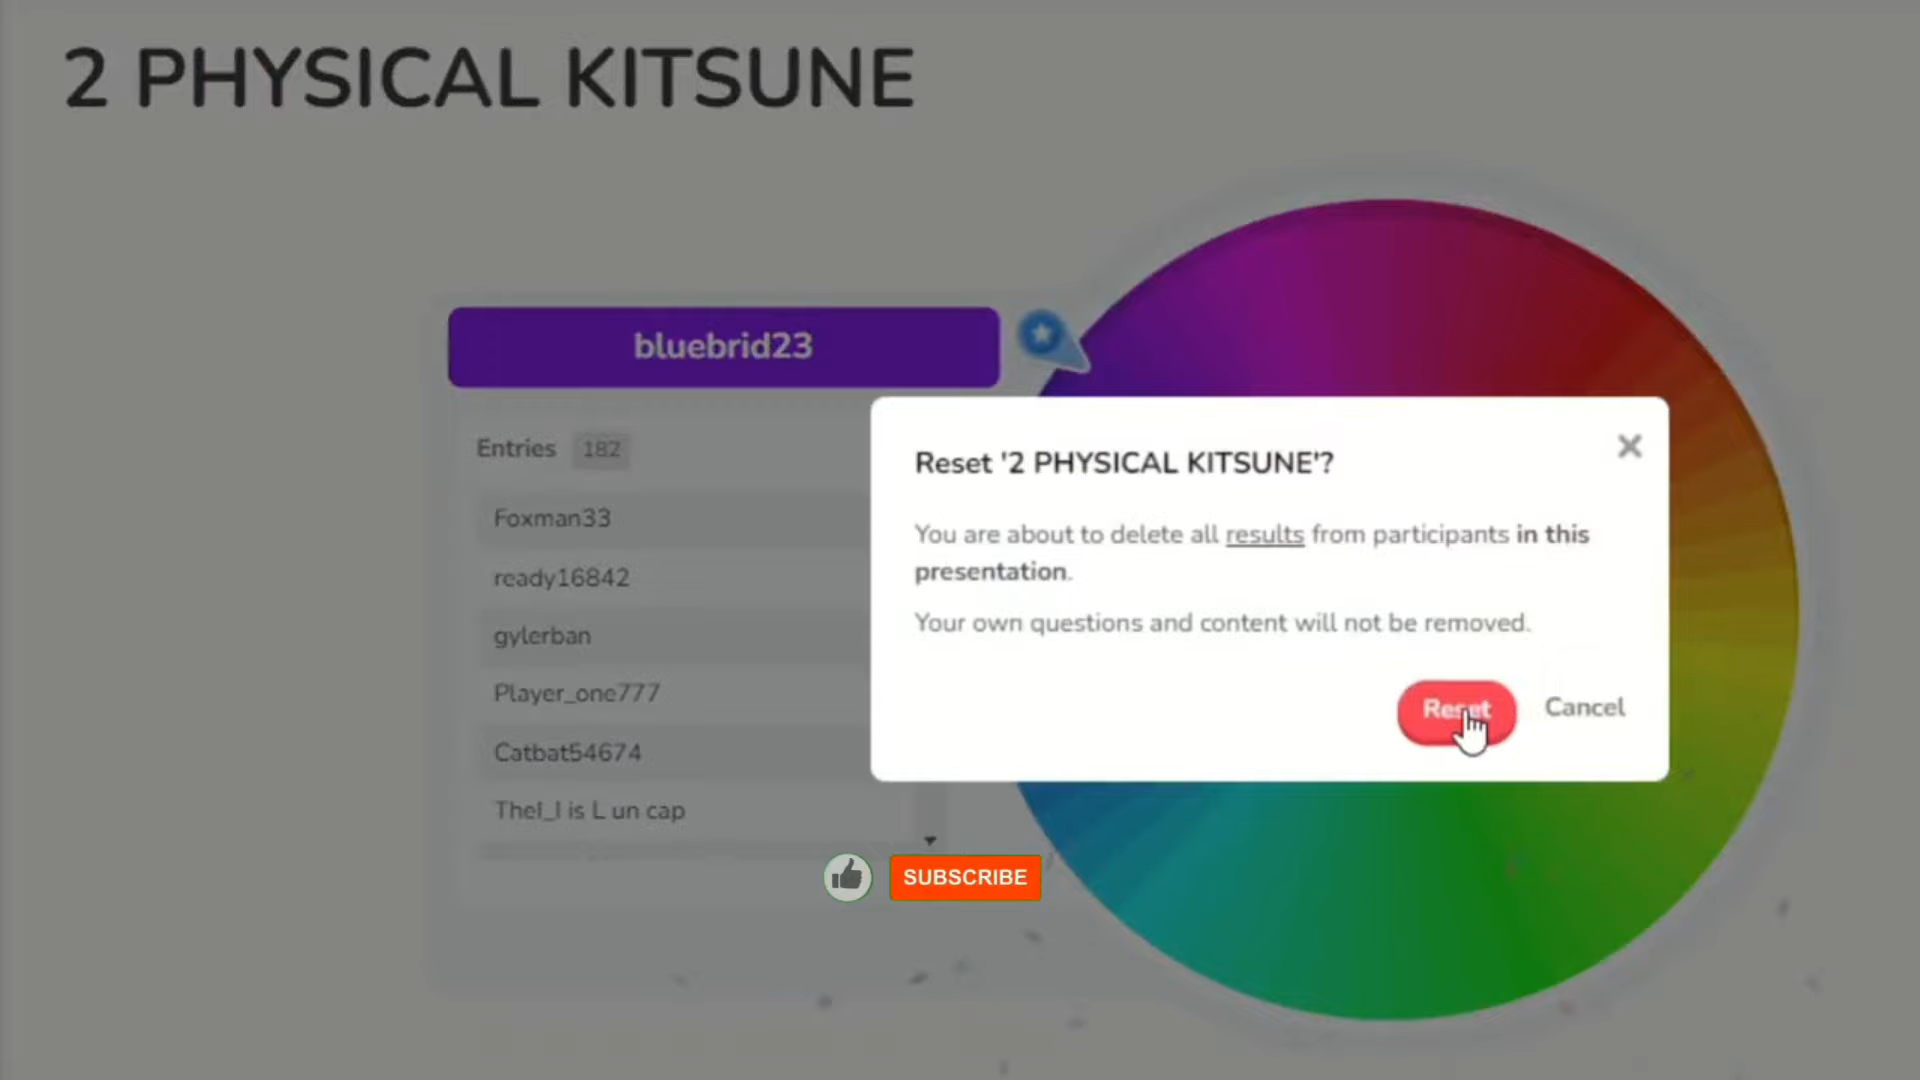 2 PHYSICAL KITSUNE
bluebrid23
Entries 182
Foxman33
ready16842
gylerban
Player_one777
Catbat54674
TheI_I is L un cap
Reset '2 PHYSICAL KITSUNE'?
You are about to delete all results from participants in this
presentation.
Your own questions and content will not be removed.
Reset Cancel
SUBSCRIBE